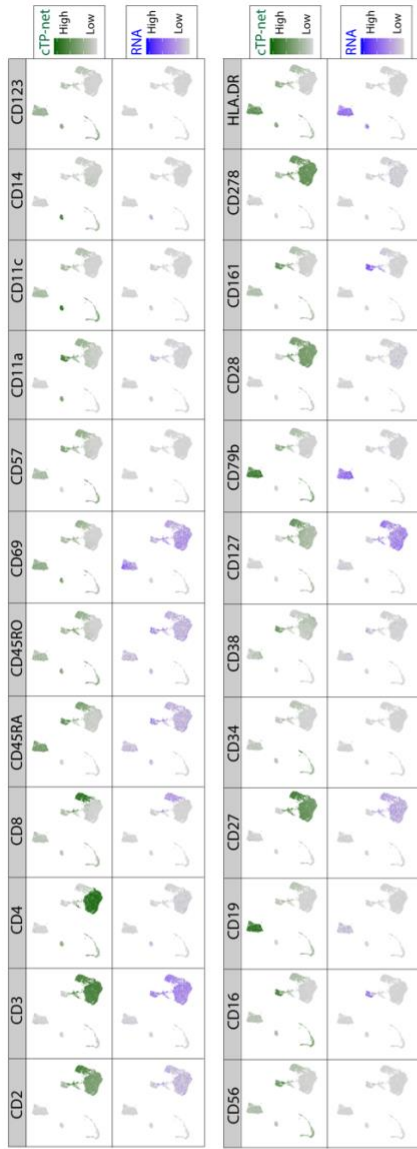 CD2 CD3 CD4 CD8 CD45RA CD45RO CD69 CD57 CD11a CD11c CD14 CD123
cTP-net
High
Low
RNA
High
Low
CD56 CD16 CD19 CD27 CD34 CD38 CD127 CD79b CD28 CD161 CD278 HLA.DR
cTP-net
High
Low
RNA
High
Low